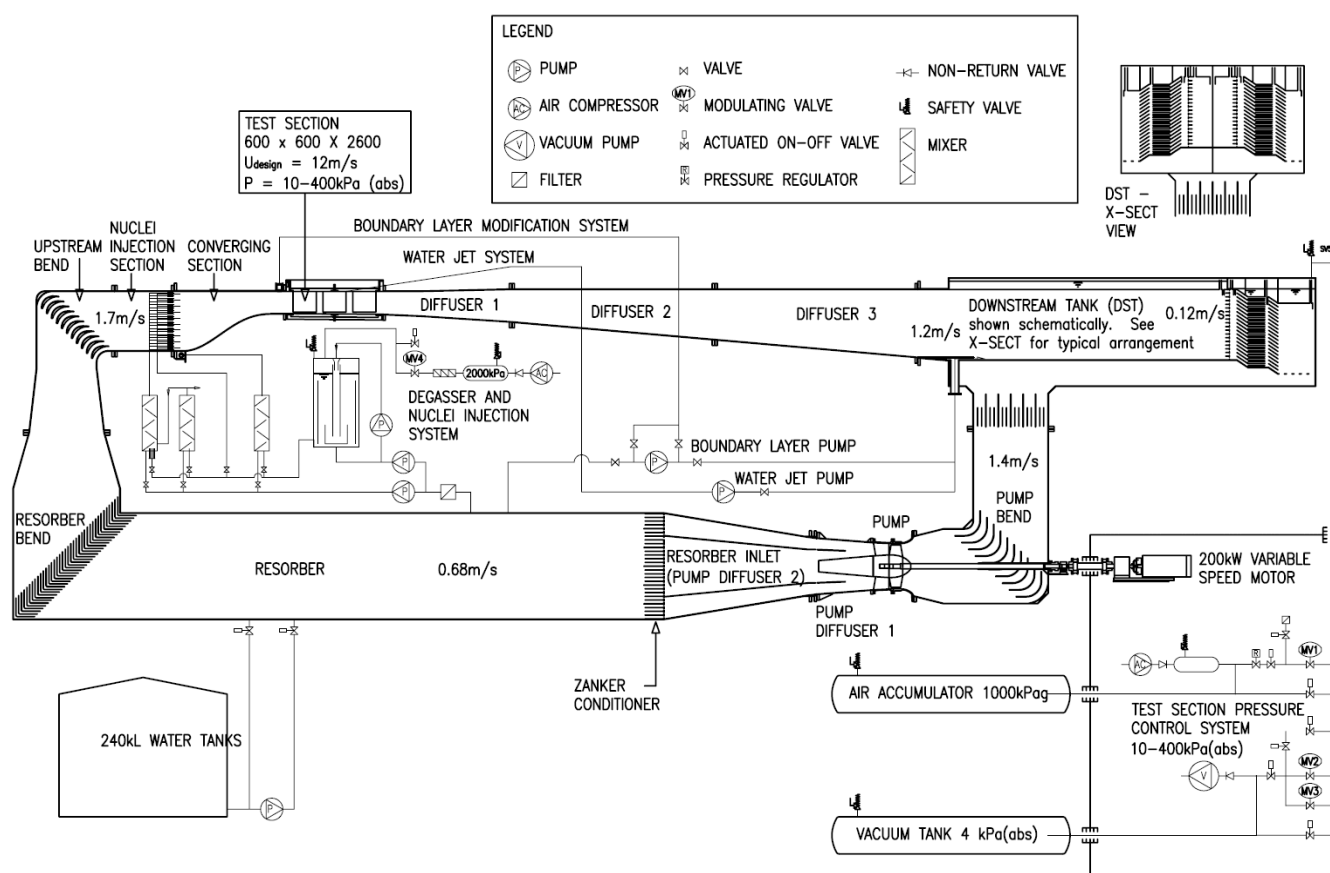 LEGEND
PUMP
VALVE
NON-RETURN VALVE
AIR COMPRESSOR
MV1
MODULATING VALVE
SAFETY VALVE
VACUUM PUMP
ACTUATED ON-OFF VALVE
MIXER
FILTER
R
PRESSURE REGULATOR
P
AC
V
DST -
X-SECT
VIEW
TEST SECTION
600 x 600 X 2600
Udesign = 12m/s
P = 10-400kPa (abs)
BOUNDARY LAYER MODIFICATION SYSTEM
WATER JET SYSTEM
UPSTREAM
BEND
NUCLEI
INJECTION
SECTION
CONVERGING
SECTION
1.7m/s
DIFFUSER 1
DIFFUSER 2
DIFFUSER 3
1.2m/s
DOWNSTREAM TANK (DST)
shown schematically. See
X-SECT for typical arrangement
0.12m/s
MV4
2000kPa
AC
DEGASSER AND
NUCLEI INJECTION
SYSTEM
P
P
P
BOUNDARY LAYER PUMP
P
WATER JET PUMP
P
1.4m/s
PUMP
BEND
RESORBER
BEND
RESORBER
0.68m/s
RESORBER INLET
(PUMP DIFFUSER 2)
PUMP
PUMP
DIFFUSER 1
200kW VARIABLE
SPEED MOTOR
ZANKER
CONDITIONER
240kL WATER TANKS
P
AIR ACCUMULATOR 1000kPag
AC
R
MV1
TEST SECTION PRESSURE
CONTROL SYSTEM
10-400kPa(abs)
V
MV2
MV3
VACUUM TANK 4 kPa(abs)